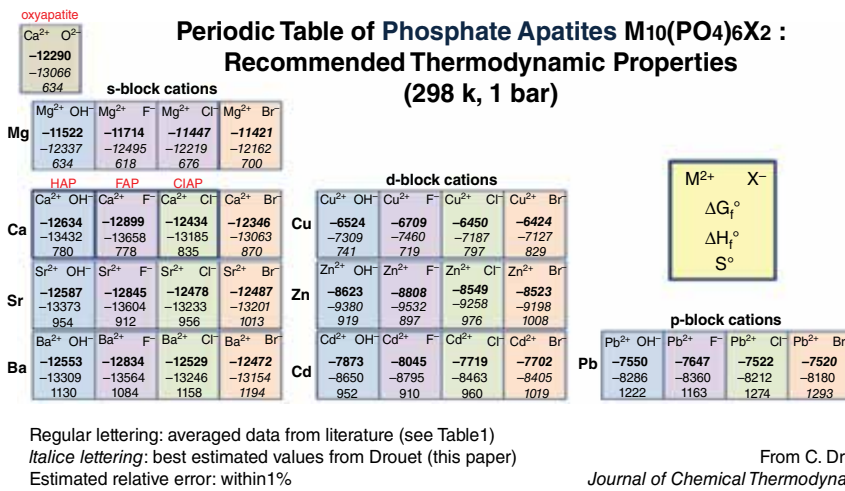 oxyapatite
Ca²⁺ O²⁻
–12290
–13066
634
Periodic Table of Phosphate Apatites M10(PO4)6X2 :
Recommended Thermodynamic Properties
(298 k, 1 bar)
s-block cations
Mg
Mg²⁺ OH⁻ Mg²⁺ F⁻ Mg²⁺ Cl⁻ Mg²⁺ Br⁻
–11522 –11714 –11447 –11421
–12337 –12495 –12219 –12162
634 618 676 700
HAP FAP ClAP
Ca
Ca²⁺ OH⁻ Ca²⁺ F⁻ Ca²⁺ Cl⁻ Ca²⁺ Br⁻
–12634 –12899 –12434 –12346
–13432 –13658 –13185 –13063
780 778 835 870
Sr
Sr²⁺ OH⁻ Sr²⁺ F⁻ Sr²⁺ Cl⁻ Sr²⁺ Br⁻
–12587 –12845 –12478 –12487
–13373 –13604 –13233 –13201
954 912 956 1013
Ba
Ba²⁺ OH⁻ Ba²⁺ F⁻ Ba²⁺ Cl⁻ Ba²⁺ Br⁻
–12553 –12834 –12529 –12472
–13309 –13564 –13246 –13154
1130 1084 1158 1194
d-block cations
Cu
Cu²⁺ OH⁻ Cu²⁺ F⁻ Cu²⁺ Cl⁻ Cu²⁺ Br⁻
–6524 –6709 –6450 –6424
–7309 –7460 –7187 –7127
741 719 797 829
Zn
Zn²⁺ OH⁻ Zn²⁺ F⁻ Zn²⁺ Cl⁻ Zn²⁺ Br⁻
–8623 –8808 –8549 –8523
–9380 –9532 –9258 –9198
919 897 976 1008
Cd
Cd²⁺ OH⁻ Cd²⁺ F⁻ Cd²⁺ Cl⁻ Cd²⁺ Br⁻
–7873 –8045 –7719 –7702
–8650 –8795 –8463 –8405
952 910 960 1019
M²⁺ X⁻
ΔGf°
ΔHf°
S°
p-block cations
Pb
Pb²⁺ OH⁻ Pb²⁺ F⁻ Pb²⁺ Cl⁻ Pb²⁺ Br
–7550 –7647 –7522 –7520
–8286 –8360 –8212 –8180
1222 1163 1274 1293
Regular lettering: averaged data from literature (see Table1)
Italice lettering: best estimated values from Drouet (this paper)
Estimated relative error: within1%
From C. Dr
Journal of Chemical Thermodyna